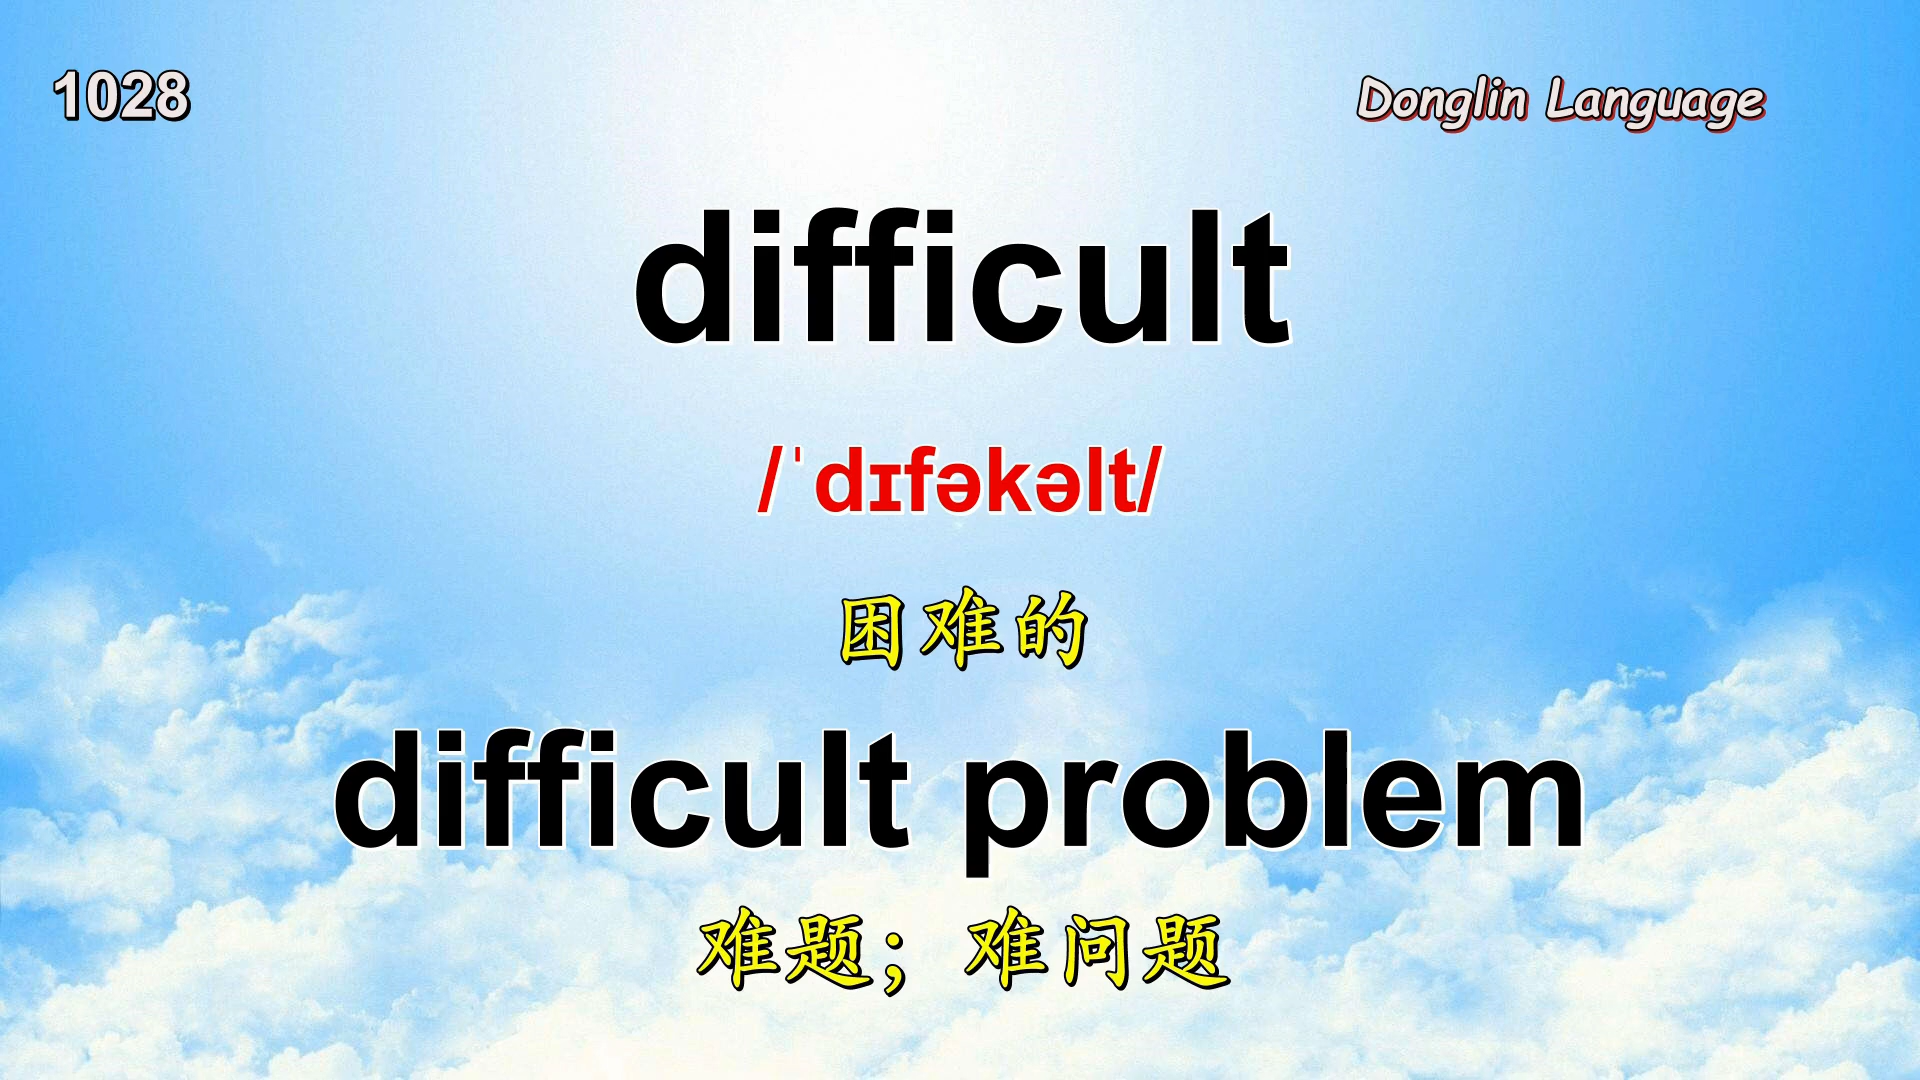 1028
Donglin Language
difficult
/ˈdɪfəkəlt/
困难的
difficult problem
难题；难问题